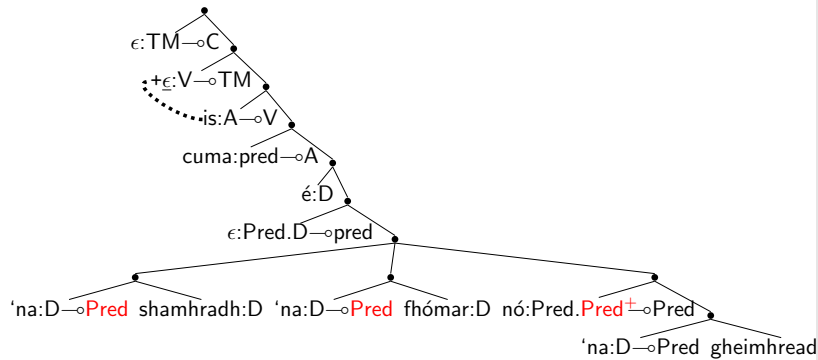 ϵ:TM⊸C
+ϵ:V⊸TM
is:A⊸V
cuma:pred⊸A
é:D
ϵ:Pred.D⊸pred
‘na:D⊸Pred shamhradh:D ‘na:D⊸Pred fhómar:D nó:Pred.Pred⁺⊸Pred
‘na:D⊸Pred gheimhread